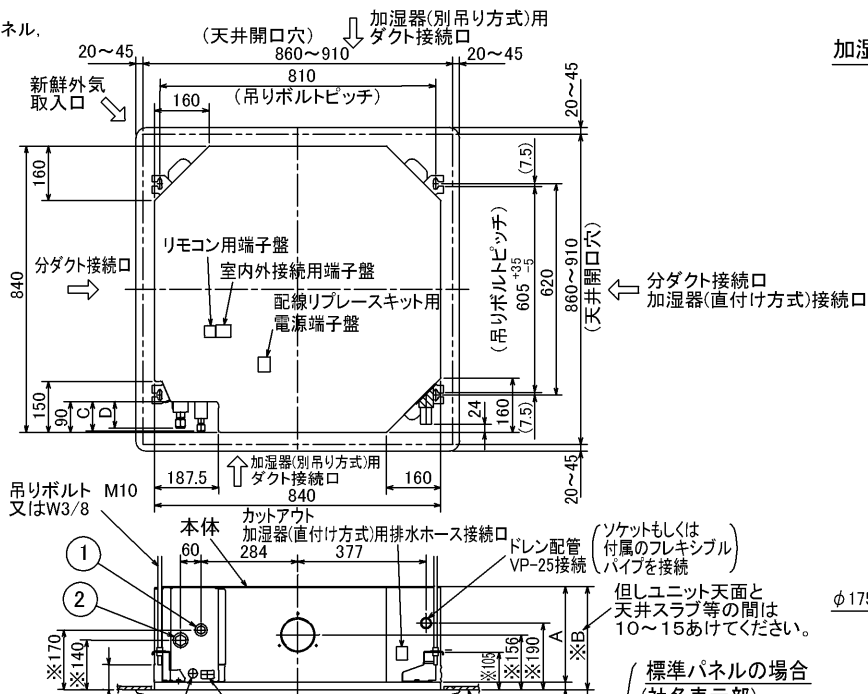 ネル,
(天井開口穴)
加湿器(別吊り方式)用
ダクト接続口
20~45
860~910
20~45
加湿
810
(吊りボルトピッチ)
新鮮外気
取入口
160
20~45
160
(7.5)
リモコン用端子盤
室内外接続用端子盤
配線リプレースキット用
電源端子盤
分ダクト接続口
840
(吊りボルトピッチ)
605 +35 -5
620
860~910
(天井開口穴)
分ダクト接続口
加湿器(直付け方式)接続口
150
90
C
D
24
160
(7.5)
20~45
加湿器(別吊り方式)用
ダクト接続口
187.5
160
840
吊りボルト M10
又はW3/8
本体
カットアウト
加湿器(直付け方式)用排水ホース接続口
60
284
377
ドレン配管
VP-25接続
(ソケットもしくは
付属のフレキシブル
パイプを接続)
1
2
但しユニット天面と
天井スラブ等の間は
10~15あけてください。
φ175
※170
※140
※105
※156
※190
A
※B
標準パネルの場合